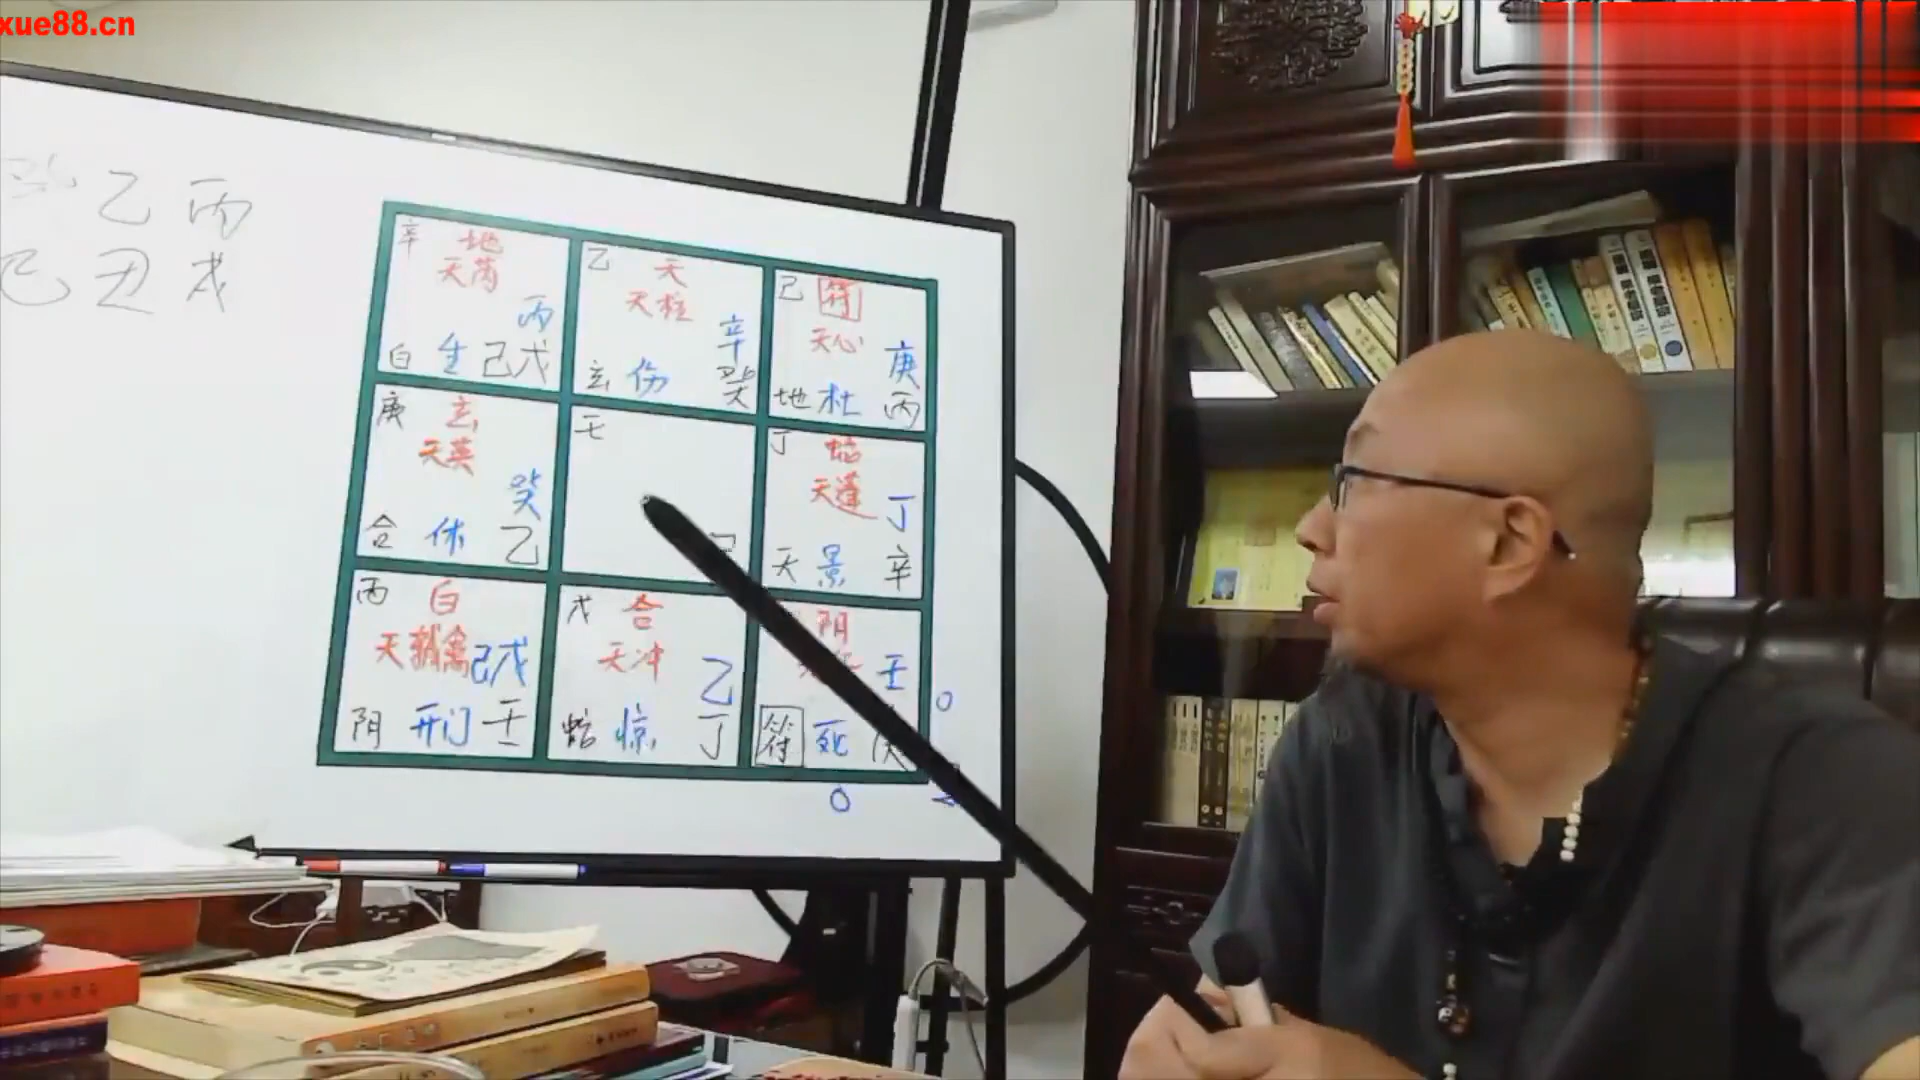 xue88.cn
乙 丙
巳 丑 戌
辛 地
天芮
丙
白 生 己戊
乙 天
天柱
辛
玄 伤 癸
己 符
天心
庚
地 杜 丙
庚 玄
天英
癸
合 休 乙
壬
丁 蛇
天蓬
丁
天 景 辛
丙 白
天禽 己戊
阴 开门 壬
戊 合
天冲
乙
蛇 惊 丁
阴
壬
符 死